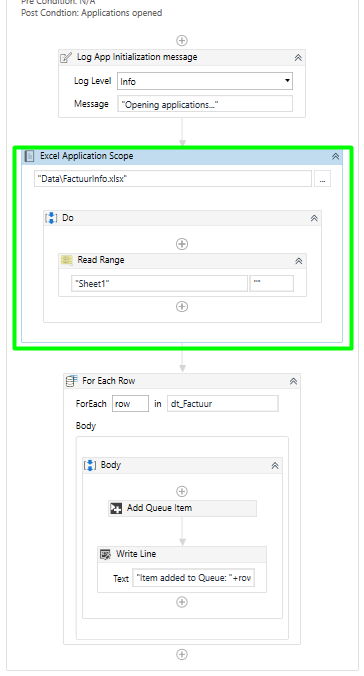 Pre Condition: N/A
Post Condtion: Applications opened
Log App Initialization message
Log Level Info
Message "Opening applications..."
Excel Application Scope
"Data\FactuurInfo.xlsx" ...
Do
Read Range
"Sheet1" ""
For Each Row
ForEach row in dt_Factuur
Body
Body
Add Queue Item
Write Line
Text "Item added to Queue: "+rov